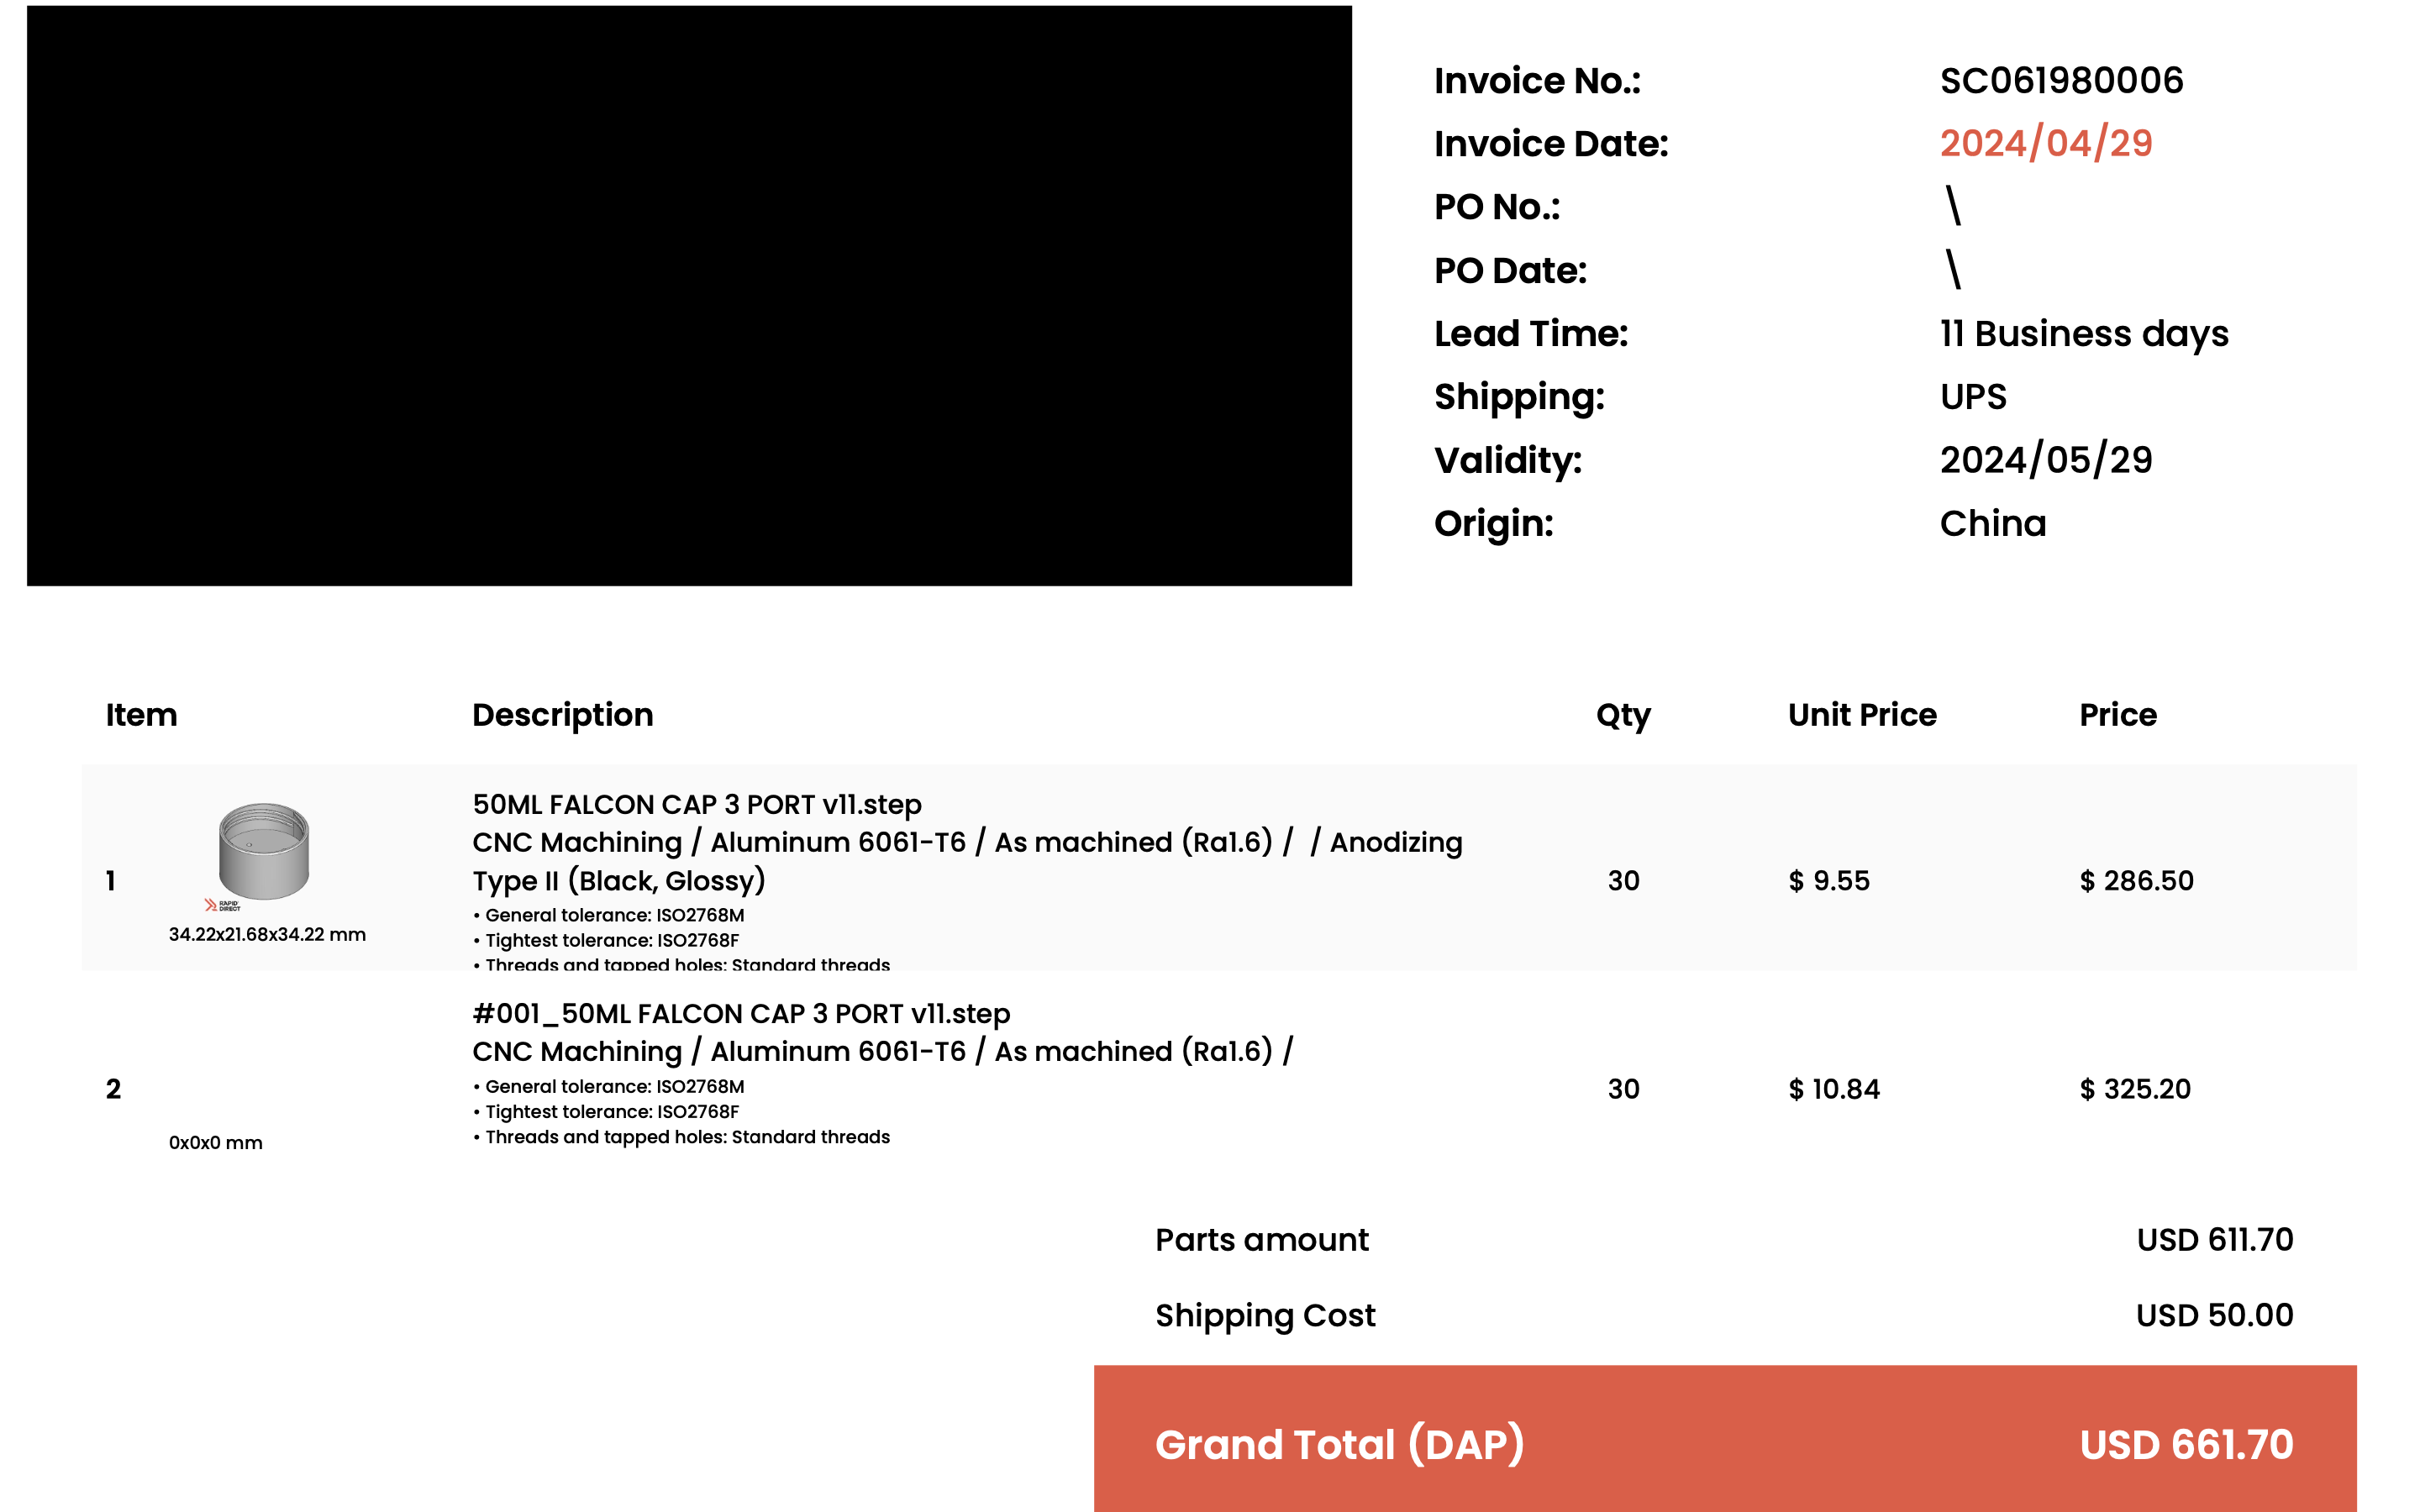 Invoice No.: SC061980006
Invoice Date: 2024/04/29
PO No.: \
PO Date: \
Lead Time: 11 Business days
Shipping: UPS
Validity: 2024/05/29
Origin: China
Item Description Qty Unit Price Price
50ML FALCON CAP 3 PORT v11.step
CNC Machining / Aluminum 6061-T6 / As machined (Ra1.6) / / Anodizing
1 Type II (Black, Glossy) 30 $ 9.55 $ 286.50
RAPID
DIRECT
• General tolerance: ISO2768M
34.22x21.68x34.22 mm
• Tightest tolerance: ISO2768F
• Threads and tapped holes: Standard threads
#001_50ML FALCON CAP 3 PORT v11.step
CNC Machining / Aluminum 6061-T6 / As machined (Ra1.6) /
2 • General tolerance: ISO2768M 30 $ 10.84 $ 325.20
• Tightest tolerance: ISO2768F
• Threads and tapped holes: Standard threads
0x0x0 mm
Parts amount USD 611.70
Shipping Cost USD 50.00
Grand Total (DAP) USD 661.70